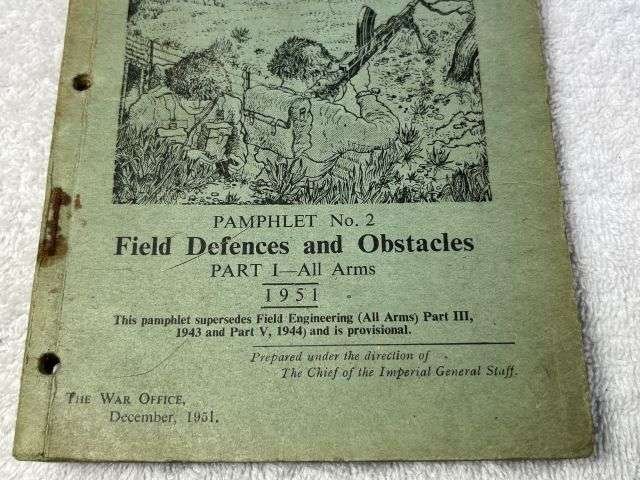 PAMPHLET No. 2
Field Defences and Obstacles
PART I—All Arms
1951
This pamphlet supersedes Field Engineering (All Arms) Part III,
1943 and Part V, 1944) and is provisional.
Prepared under the direction of
The Chief of the Imperial General Staff.
THE WAR OFFICE,
December, 1951.